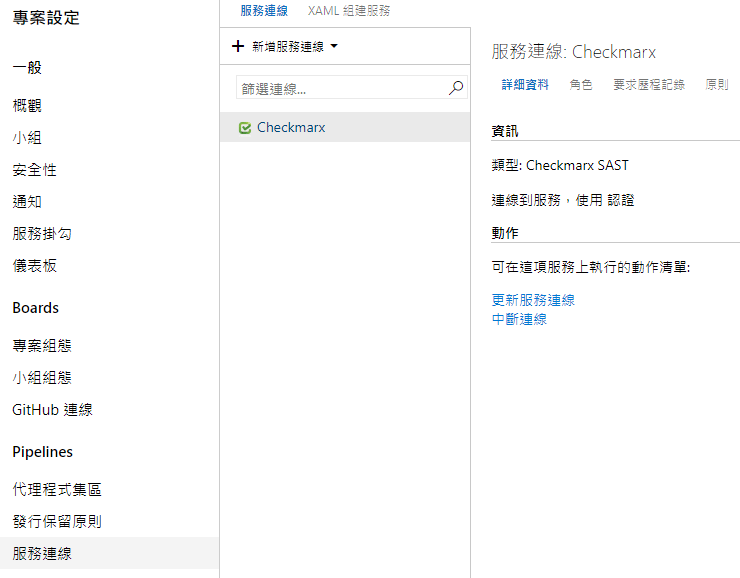 專案設定
一般
概觀
小組
安全性
通知
服務掛勾
儀表板
Boards
專案組態
小組組態
GitHub 連線
Pipelines
代理程式集區
發行保留原則
服務連線
服務連線 XAML 組建服務
新增服務連線
篩選連線...
Checkmarx
服務連線: Checkmarx
詳細資料 角色 要求歷程記錄 原則
資訊
類型: Checkmarx SAST
連線到服務，使用 認證
動作
可在這項服務上執行的動作清單:
更新服務連線
中斷連線